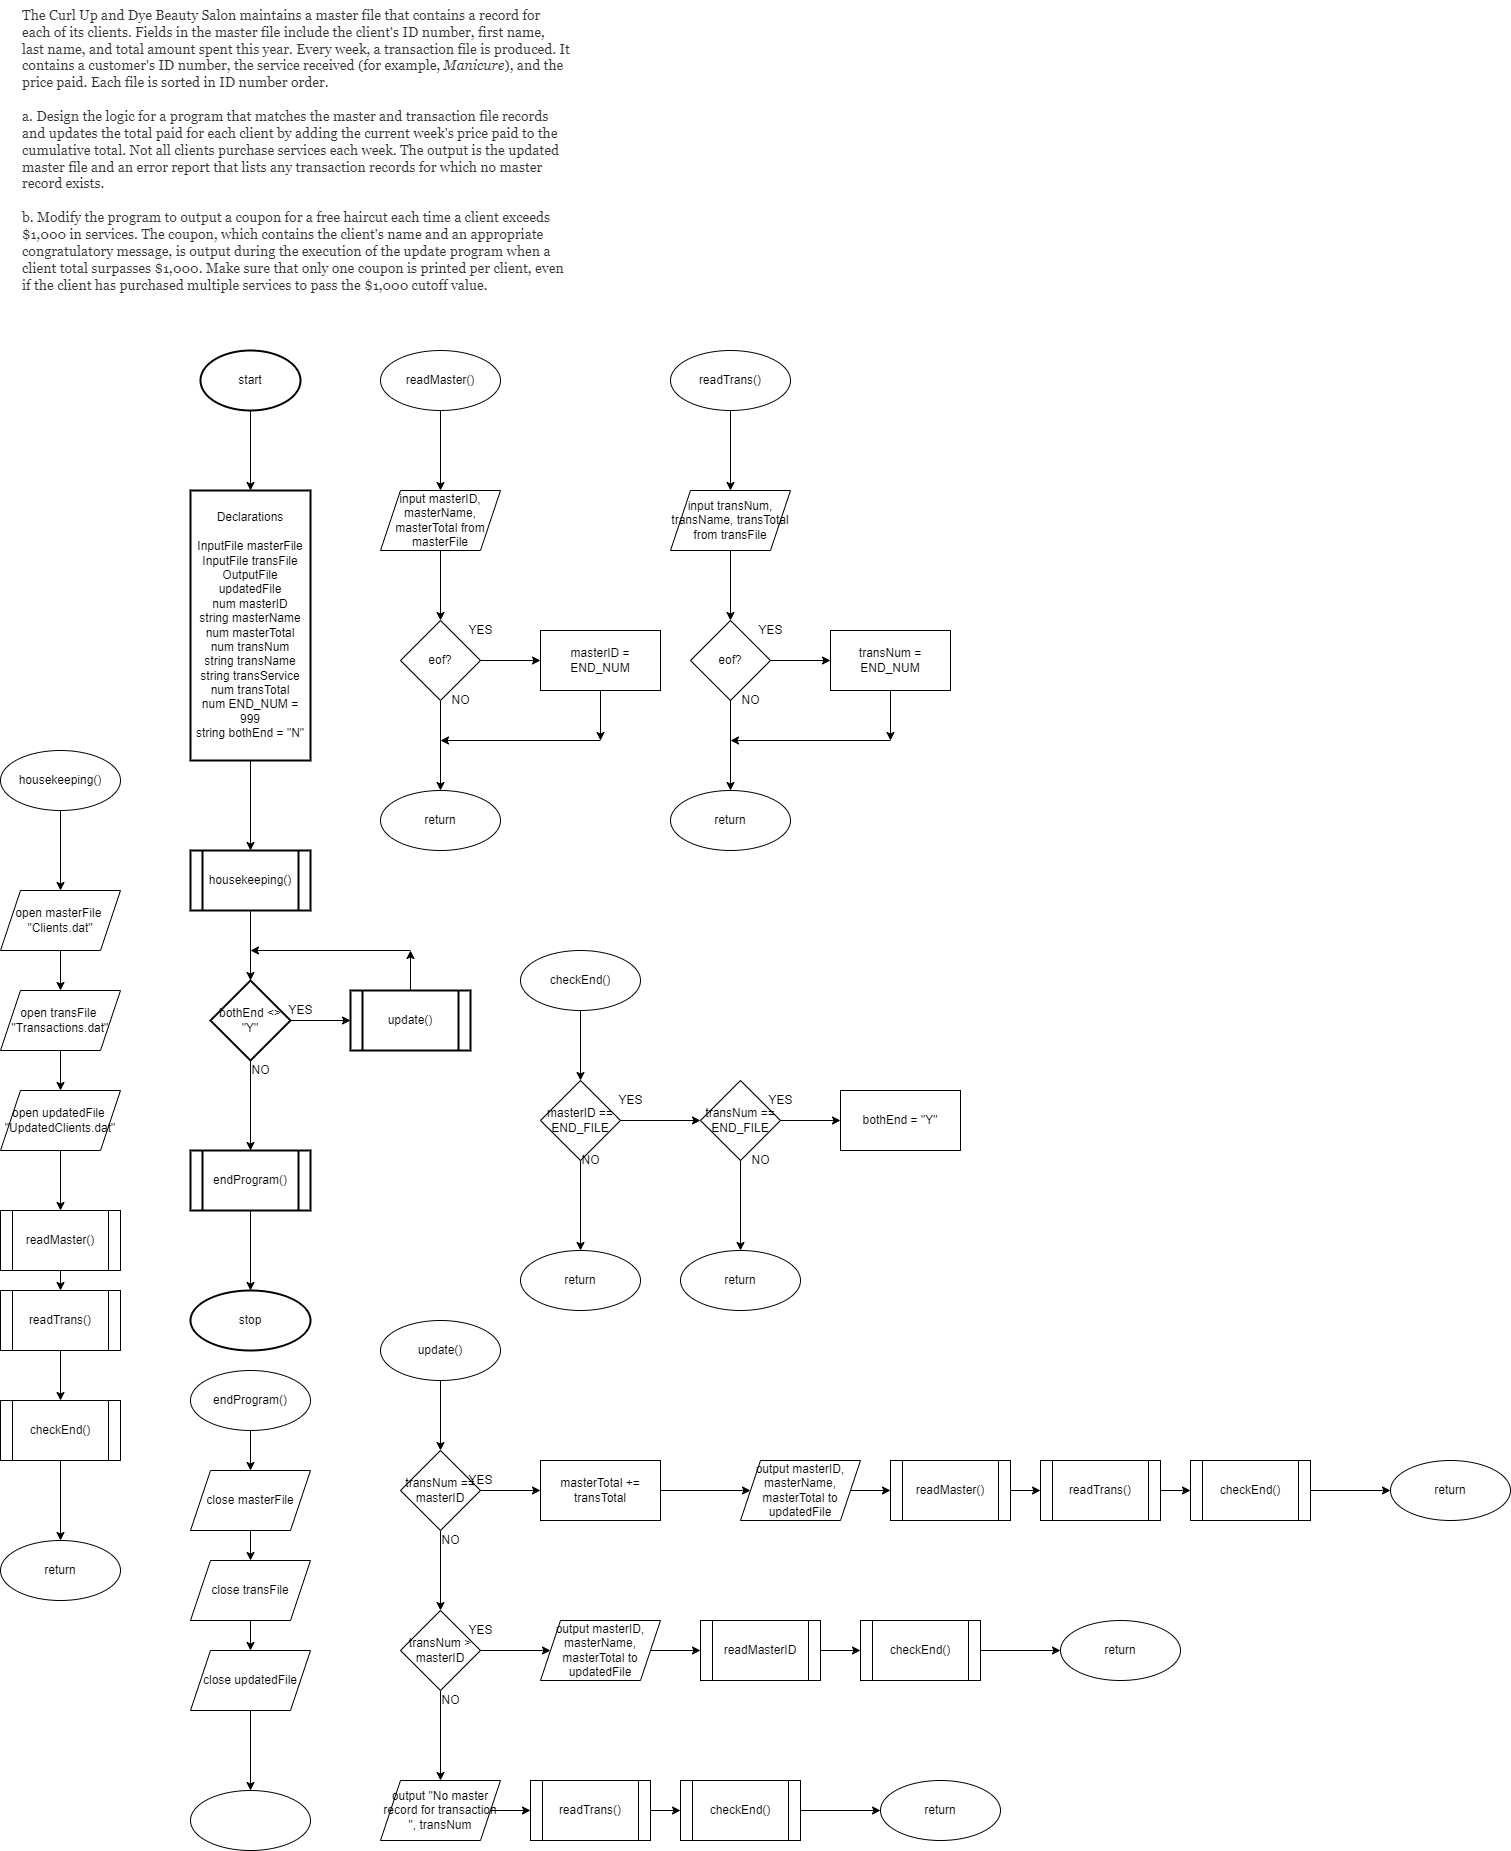 The Curl Up and Dye Beauty Salon maintains a master file that contains a record for
each of its clients. Fields in the master file include the client's ID number, first name,
last name, and total amount spent this year. Every week, a transaction file is produced. It
contains a customer's ID number, the service received (for example, Manicure), and the
price paid. Each file is sorted in ID number order.
a. Design the logic for a program that matches the master and transaction file records
and updates the total paid for each client by adding the current week's price paid to the
cumulative total. Not all clients purchase services each week. The output is the updated
master file and an error report that lists any transaction records for which no master
record exists.
b. Modify the program to output a coupon for a free haircut each time a client exceeds
$1,000 in services. The coupon, which contains the client's name and an appropriate
congratulatory message, is output during the execution of the update program when a
client total surpasses $1,000. Make sure that only one coupon is printed per client, even
if the client has purchased multiple services to pass the $1,000 cutoff value.
start
Declarations
InputFile masterFile
InputFile transFile
OutputFile
updatedFile
num masterID
string masterName
num masterTotal
num transNum
string transName
string transService
num transTotal
num END_NUM =
999
string bothEnd = "N"
housekeeping()
bothEnd <>
"Y"
YES
update()
NO
endProgram()
stop
readMaster()
input masterID,
masterName,
masterTotal from
masterFile
eof?
YES
masterID =
END_NUM
NO
return
readTrans()
input transNum,
transName, transTotal
from transFile
eof?
YES
transNum =
END_NUM
NO
return
housekeeping()
open masterFile
"Clients.dat"
open transFile
"Transactions.dat"
open updatedFile
"UpdatedClients.dat"
readMaster()
readTrans()
checkEnd()
return
checkEnd()
masterID ==
END_FILE
YES
transNum ==
END_FILE
YES
bothEnd = "Y"
NO
NO
return
return
endProgram()
close masterFile
close transFile
close updatedFile
update()
transNum ==
masterID
YES
masterTotal +=
transTotal
output masterID,
masterName,
masterTotal to
updatedFile
readMaster()
readTrans()
checkEnd()
return
NO
transNum >
masterID
YES
output masterID,
masterName,
masterTotal to
updatedFile
readMasterID
checkEnd()
return
NO
output "No master
record for transaction
", transNum
readTrans()
checkEnd()
return